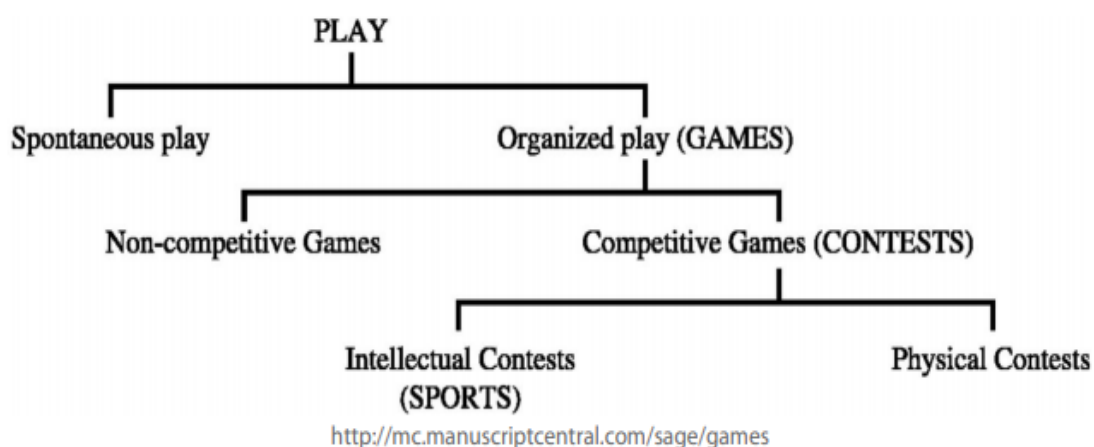 PLAY
Spontaneous play
Organized play (GAMES)
Non-competitive Games
Competitive Games (CONTESTS)
Intellectual Contests
(SPORTS)
Physical Contests
http://mc.manuscriptcentral.com/sage/games